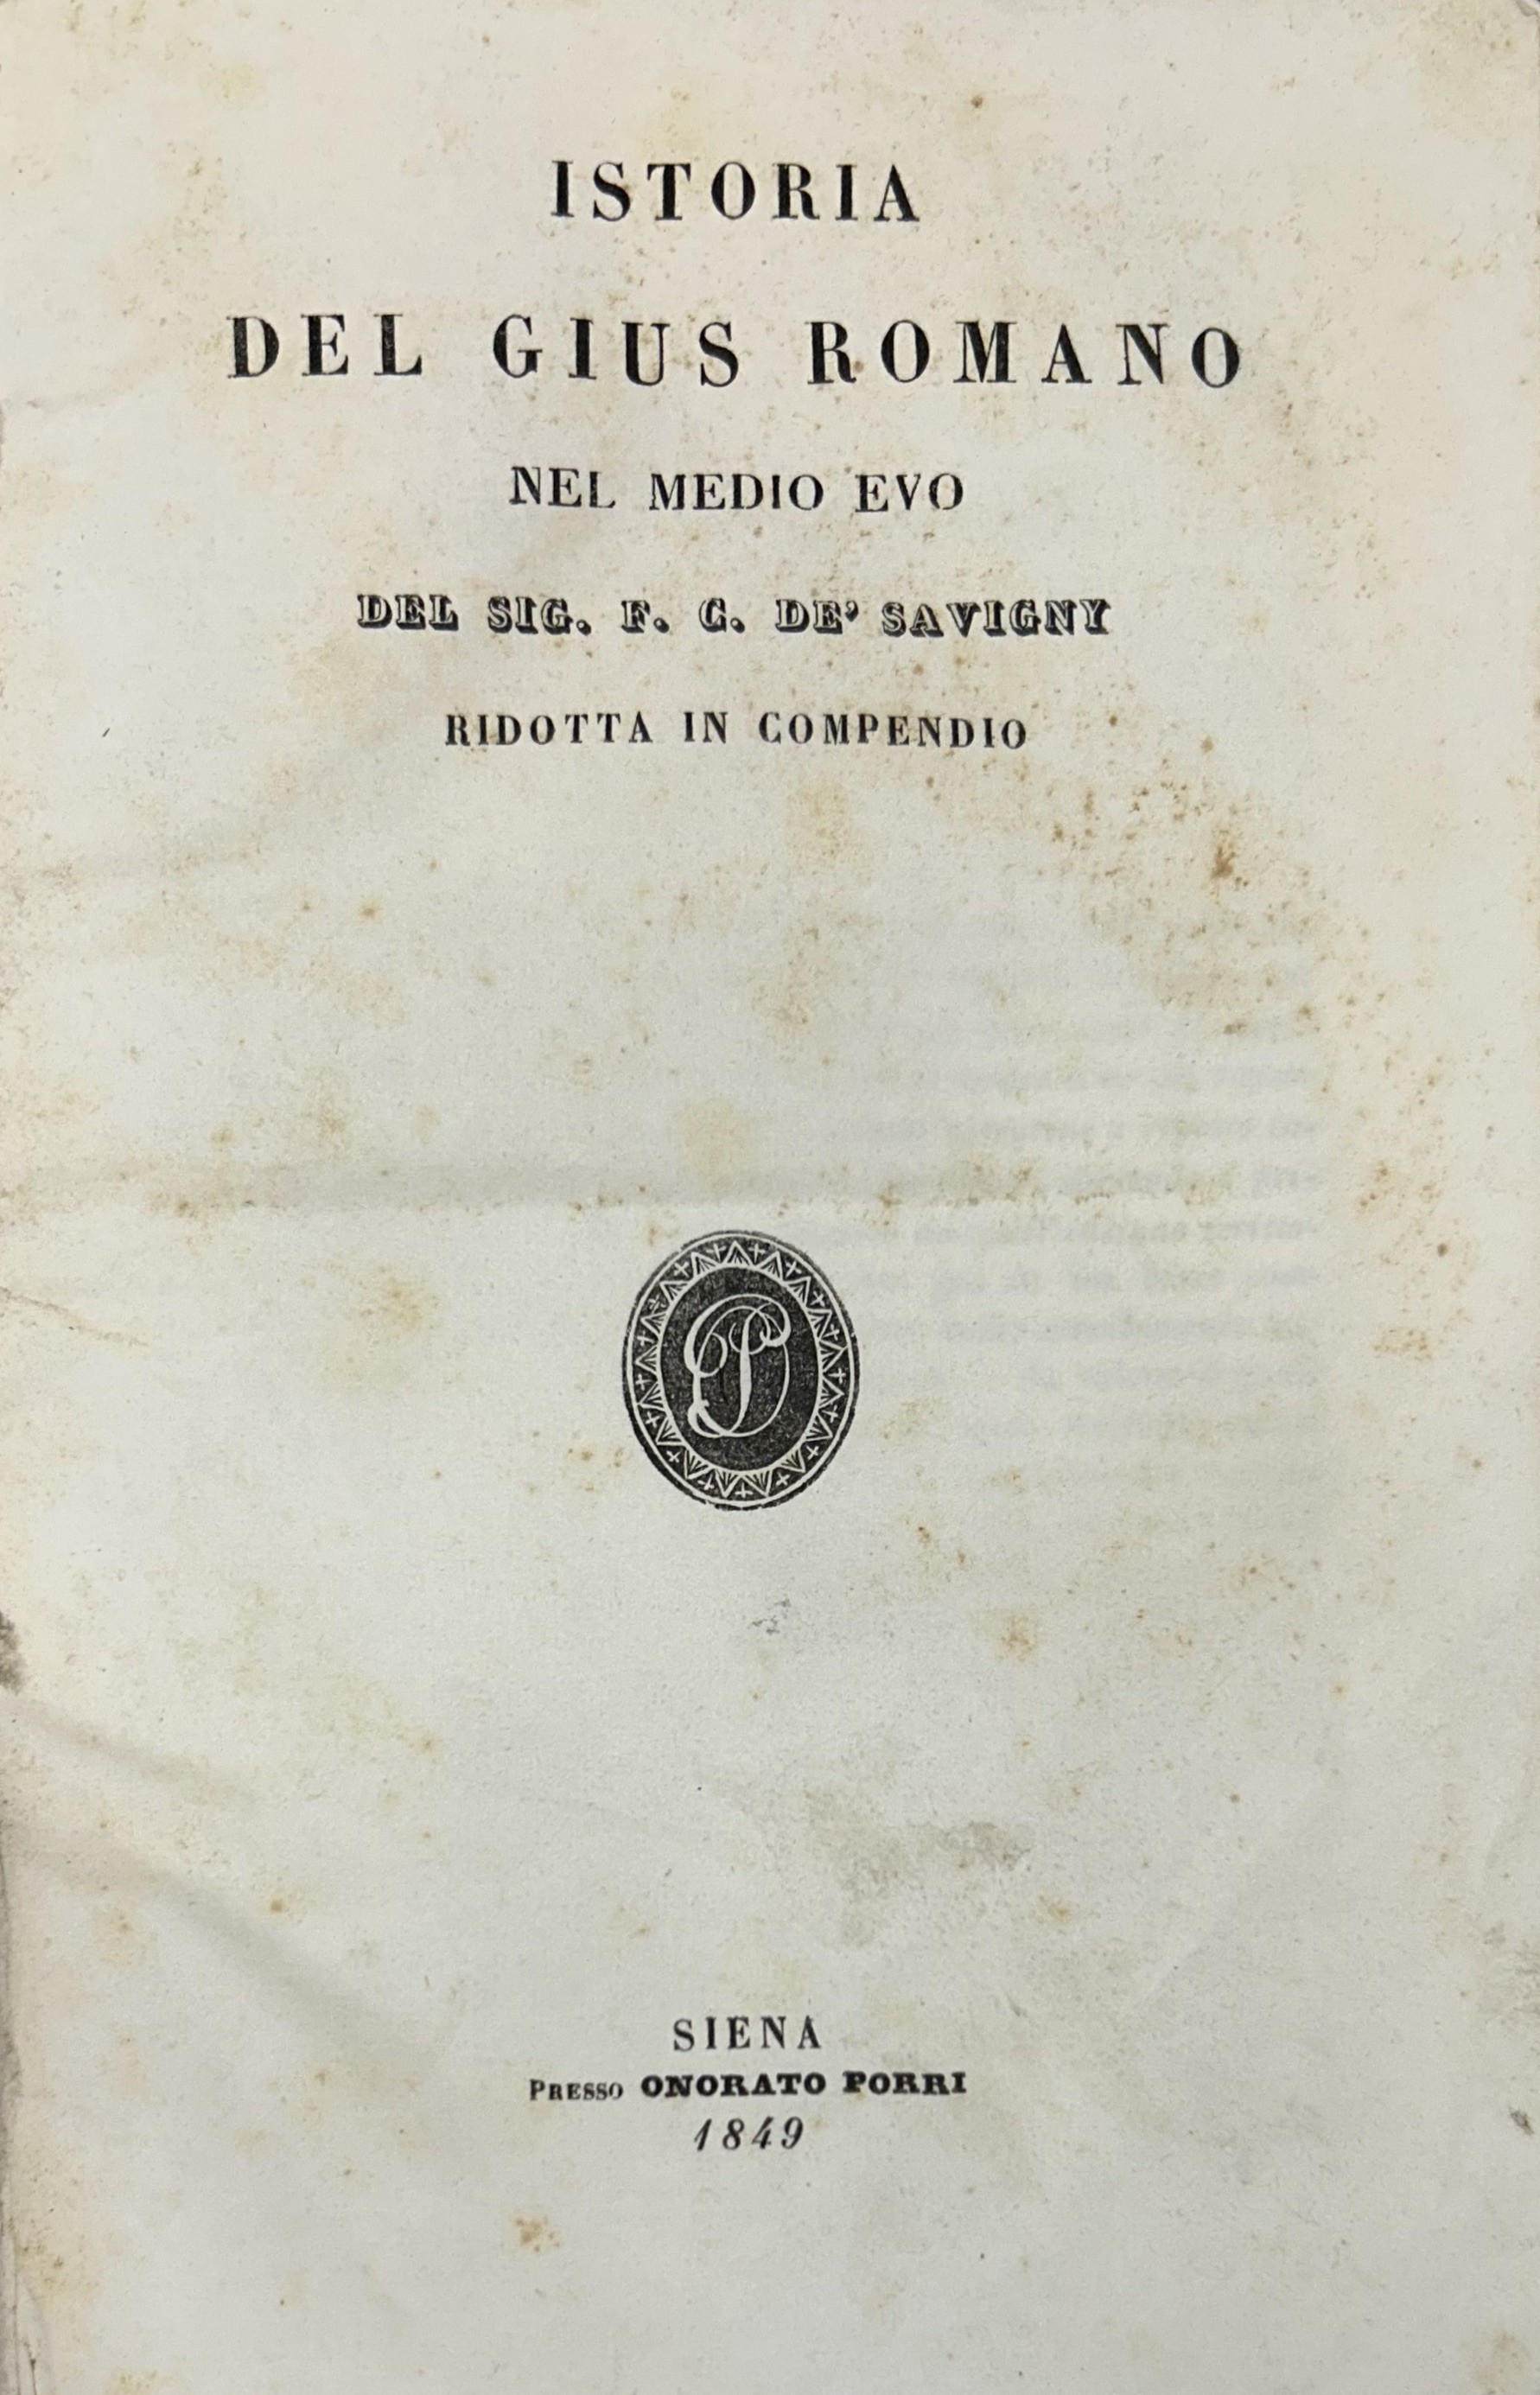 ISTORIA
DEL GIUS ROMANO
NEL MEDIO EVO
DEL SIG. F. C. DE' SAVIGNY
RIDOTTA IN COMPENDIO
OP
SIENA
PRESSO ONORATO PORRI
1849